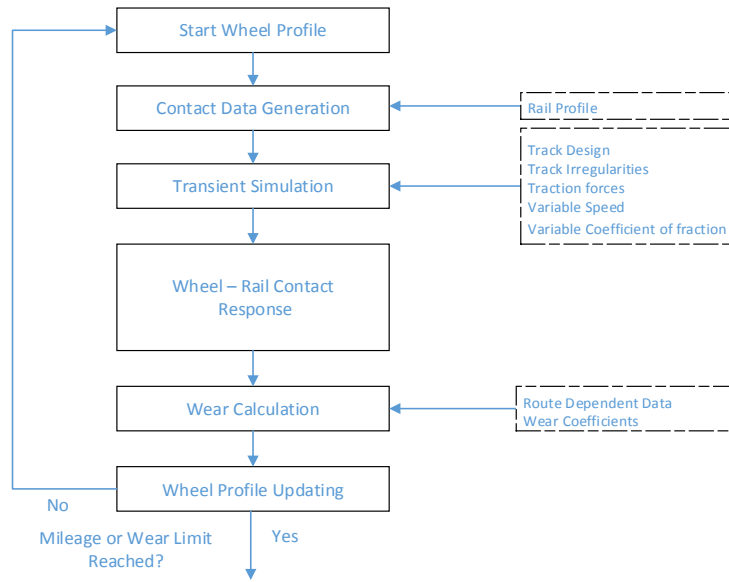 Start Wheel Profile
Contact Data Generation
Rail Profile
Track Design
Track Irregularities
Transient Simulation
Traction forces
Variable Speed
Variable Coefficient of fraction
Wheel – Rail Contact
Response
Wear Calculation
Route Dependent Data
Wear Coefficients
Wheel Profile Updating
No
Yes
Mileage or Wear Limit
Reached?